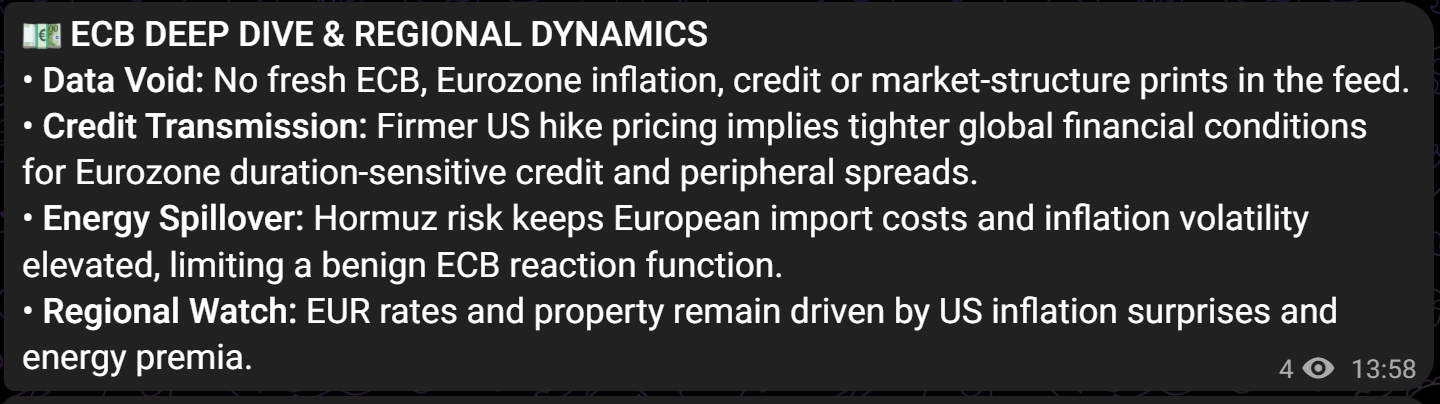 💶 ECB DEEP DIVE & REGIONAL DYNAMICS
• Data Void: No fresh ECB, Eurozone inflation, credit or market-structure prints in the feed.
• Credit Transmission: Firmer US hike pricing implies tighter global financial conditions
for Eurozone duration-sensitive credit and peripheral spreads.
• Energy Spillover: Hormuz risk keeps European import costs and inflation volatility
elevated, limiting a benign ECB reaction function.
• Regional Watch: EUR rates and property remain driven by US inflation surprises and
energy premia.
4 13:58